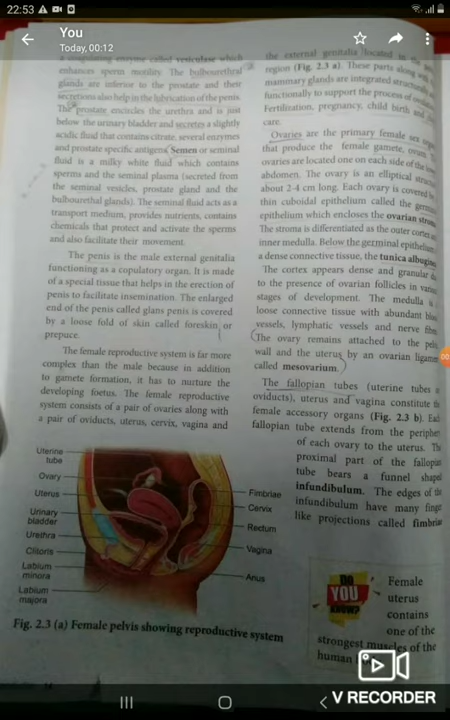 22:53
You
Today, 00:12
a coagulating enzyme called vesiculase which
enhances sperm motility. The bulbourethral
glands are inferior to the prostate and their
secretions also help in the lubrication of the penis.
The prostate encircles the urethra and is just
below the urinary bladder and secretes a slightly
acidic fluid that contains citrate, several enzymes
and prostate specific antigens. Semen or seminal
fluid is a milky white fluid which contains
sperms and the seminal plasma (secreted from
the seminal vesicles, prostate gland and the
bulbourethral glands). The seminal fluid acts as a
transport medium, provides nutrients, contains
chemicals that protect and activate the sperms
and also facilitate their movement.
The penis is the male external genitalia
functioning as a copulatory organ. It is made
of a special tissue that helps in the erection of
penis to facilitate insemination. The enlarged
end of the penis called glans penis is covered
by a loose fold of skin called foreskin or
prepuce.
The female reproductive system is far more
complex than the male because in addition
to gamete formation, it has to nurture the
developing foetus. The female reproductive
system consists of a pair of ovaries along with
a pair of oviducts, uterus, cervix, vagina and
the external genitalia located in the
region (Fig. 2.3 a). These parts along with
mammary glands are integrated structurally
functionally to support the process of
Fertilization, pregnancy, child birth and
care.
Ovaries are the primary female sex
that produce the female gamete,
ovaries are located one on each side of the
abdomen. The ovary is an elliptical
about 2-4 cm long. Each ovary is covered
thin cuboidal epithelium called the
epithelium which encloses the ovarian
The stroma is differentiated as the outer cortex
inner medulla. Below the germinal epithelium
a dense connective tissue, the tunica
The cortex appears dense and granular
to the presence of ovarian follicles in
stages of development. The medulla
loose connective tissue with abundant
vessels, lymphatic vessels and nerve
The ovary remains attached to the
wall and the uterus by an ovarian
called mesovarium.
The fallopian tubes (uterine tubes
oviducts), uterus and vagina constitute
female accessory organs (Fig. 2.3 b). Each
fallopian tube extends from the
of each ovary to the uterus. The
proximal part of the
tube bears a funnel
infundibulum. The edges of
infundibulum have many
like projections called
Uterine
tube
Ovary
Uterus
Urinary
bladder
Urethra
Clitoris
Labium
minora
Labium
majora
Fimbriae
Cervix
Rectum
Vagina
Anus
Fig. 2.3 (a) Female pelvis showing reproductive system
DO
YOU
KNOW?
Female
uterus
contains
one of the
strongest muscles of the
human
00
V RECORDER